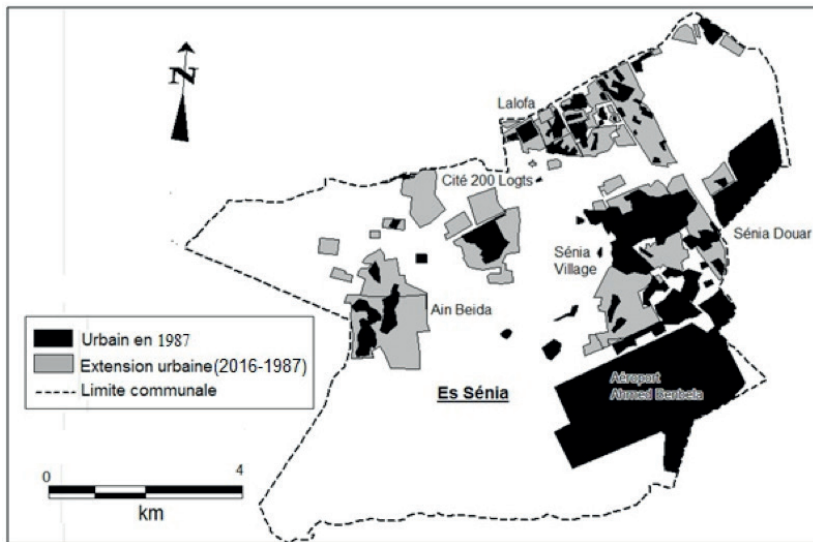 N
Lalofa
Cité 200 Logts
Sénia Douar
Sénia
Village
Ain Beida
Urbain en 1987
Extension urbaine(2016-1987)
Limite communale
Es Sénia
Aéroport
Ahmed Benbela
0 4
km